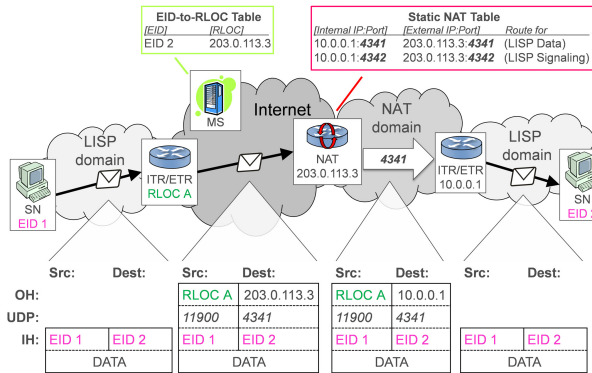 EID-to-RLOC Table
[EID] [RLOC]
EID 2 203.0.113.3
Static NAT Table
[Internal IP:Port] [External IP:Port] Route for
10.0.0.1:4341 203.0.113.3:4341 (LISP Data)
10.0.0.1:4342 203.0.113.3:4342 (LISP Signaling)
MS
Internet
NAT
domain
LISP
domain
LISP
domain
SN
EID 1
ITR/ETR
RLOC A
NAT
203.0.113.3
4341
ITR/ETR
10.0.0.1
SN
EID 2
Src: Dest: Src: Dest: Src: Dest: Src: Dest:
OH: RLOC A 203.0.113.3 RLOC A 10.0.0.1
UDP: 11900 4341 11900 4341
IH: EID 1 EID 2 EID 1 EID 2 EID 1 EID 2 EID 1 EID 2
DATA DATA DATA DATA